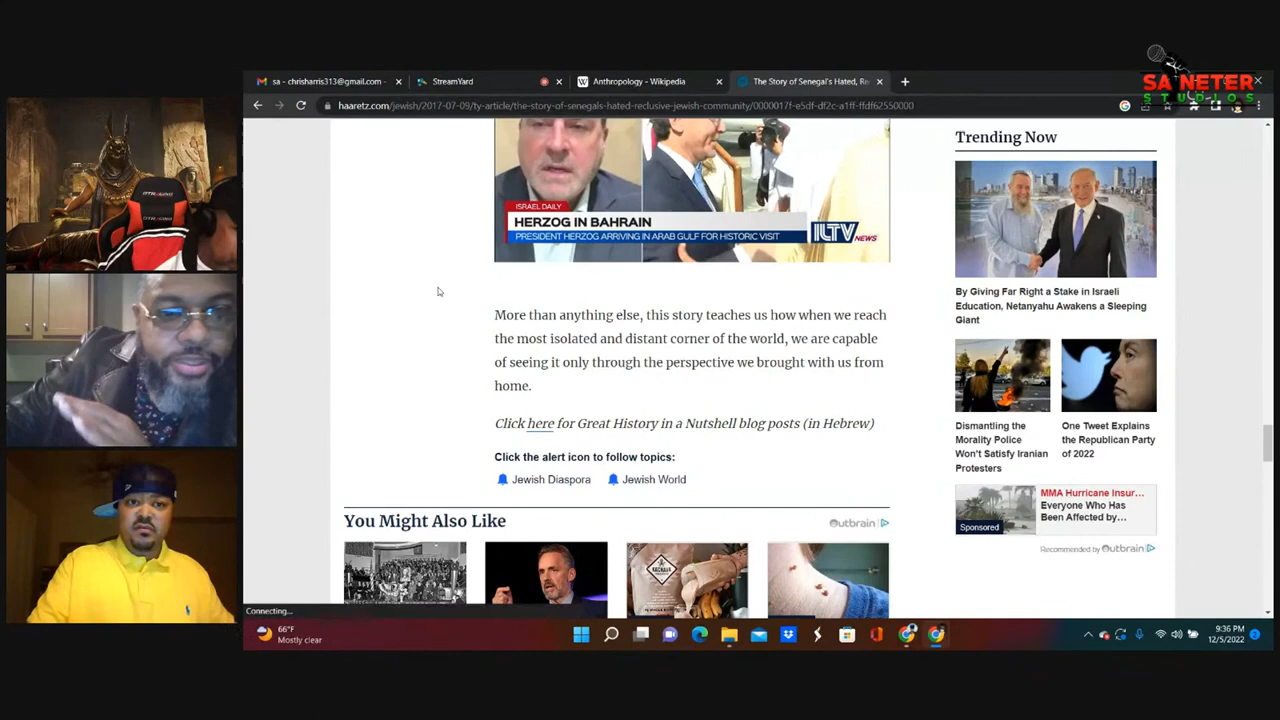 SA NETER
STUDIOS
sa - chrisharris313@gmail.com -
StreamYard
Anthropology - Wikipedia
The Story of Senegal's Hated, Re
haaretz.com/jewish/2017-07-09/ty-article/the-story-of-senegals-hated-reclusive-jewish-community/0000017f-e5df-df2c-a1ff-ffdf62550000
ISRAEL DAILY
HERZOG IN BAHRAIN
PRESIDENT HERZOG ARRIVING IN ARAB GULF FOR HISTORIC VISIT
ILTV NEWS
More than anything else, this story teaches us how when we reach
the most isolated and distant corner of the world, we are capable
of seeing it only through the perspective we brought with us from
home.
Click here for Great History in a Nutshell blog posts (in Hebrew)
Click the alert icon to follow topics:
Jewish Diaspora
Jewish World
You Might Also Like
Outbrain
Trending Now
By Giving Far Right a Stake in Israeli
Education, Netanyahu Awakens a Sleeping
Giant
Dismantling the
Morality Police
Won't Satisfy Iranian
Protesters
One Tweet Explains
the Republican Party
of 2022
Sponsored
MMA Hurricane Insur...
Everyone Who Has
Been Affected by...
Recommended by Outbrain
Connecting...
66°F
Mostly clear
9:36 PM
12/5/2022